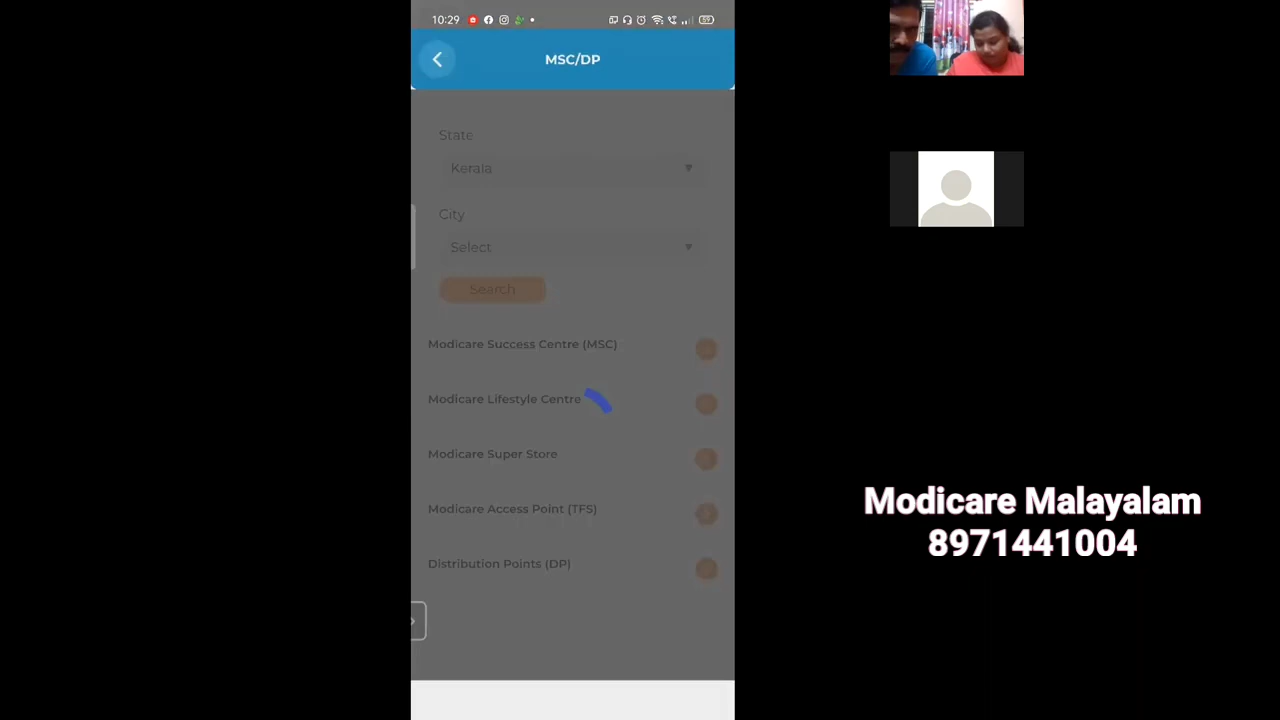 10:29
59
MSC/DP
State
Kerala
City
Select
Search
Modicare Success Centre (MSC)
Modicare Lifestyle Centre
Modicare Super Store
Modicare Access Point (TFS)
Distribution Points (DP)
Modicare Malayalam
8971441004